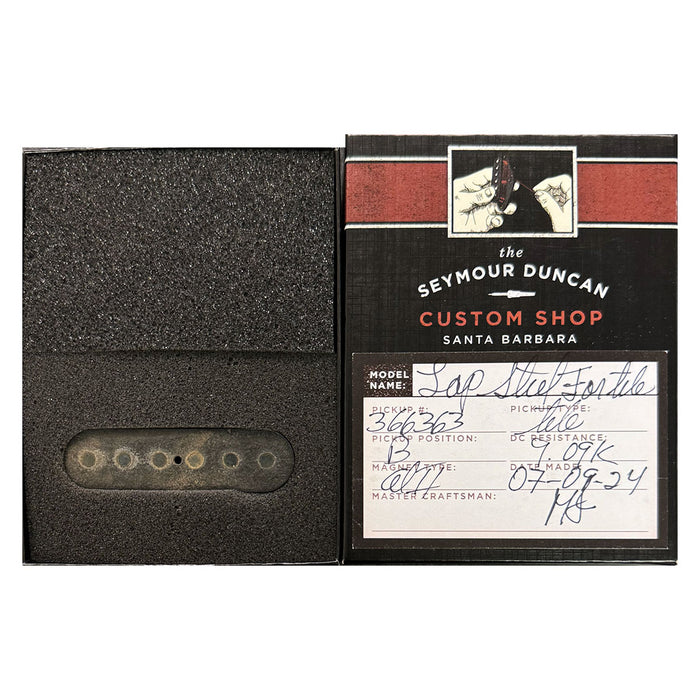 the
SEYMOUR DUNCAN
CUSTOM SHOP
SANTA BARBARA
MODEL NAME: Lap Steel For tele
PICKUP #: PICKUP TYPE:
366363 tele
PICKUP POSITION: DC RESISTANCE:
B 9.09K
MAGNET TYPE: DATE MADE:
07-09-24
MASTER CRAFTSMAN:
MJ